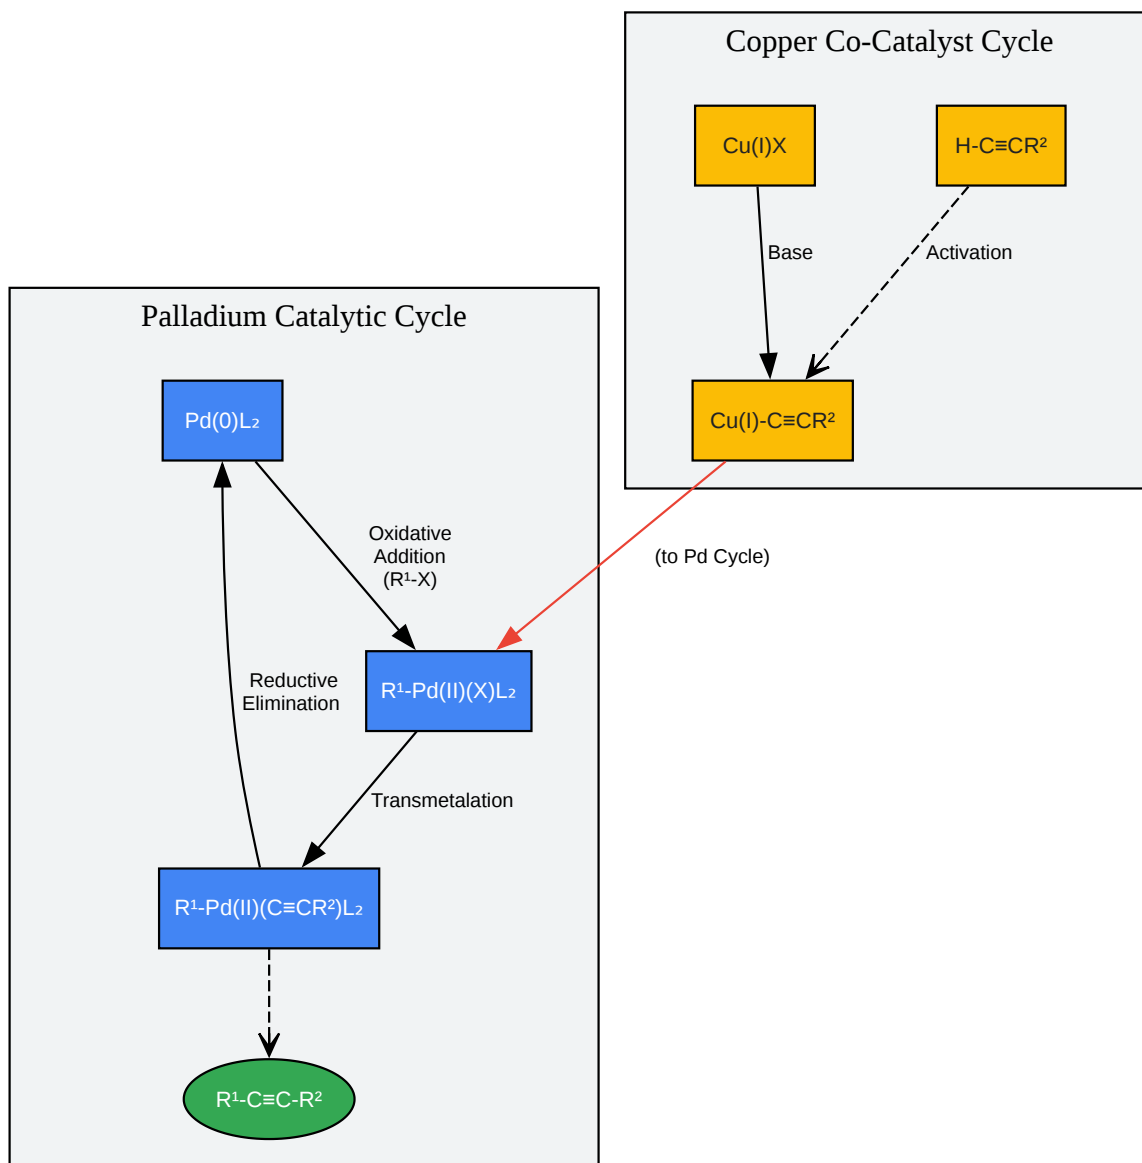 Copper Co-Catalyst Cycle
Cu(I)X
H-C≡CR²
Base
Activation
Cu(I)-C≡CR²
(to Pd Cycle)
Palladium Catalytic Cycle
Pd(0)L₂
Oxidative
Addition
(R¹-X)
R¹-Pd(II)(X)L₂
Reductive
Elimination
Transmetalation
R¹-Pd(II)(C≡CR²)L₂
R¹-C≡C-R²